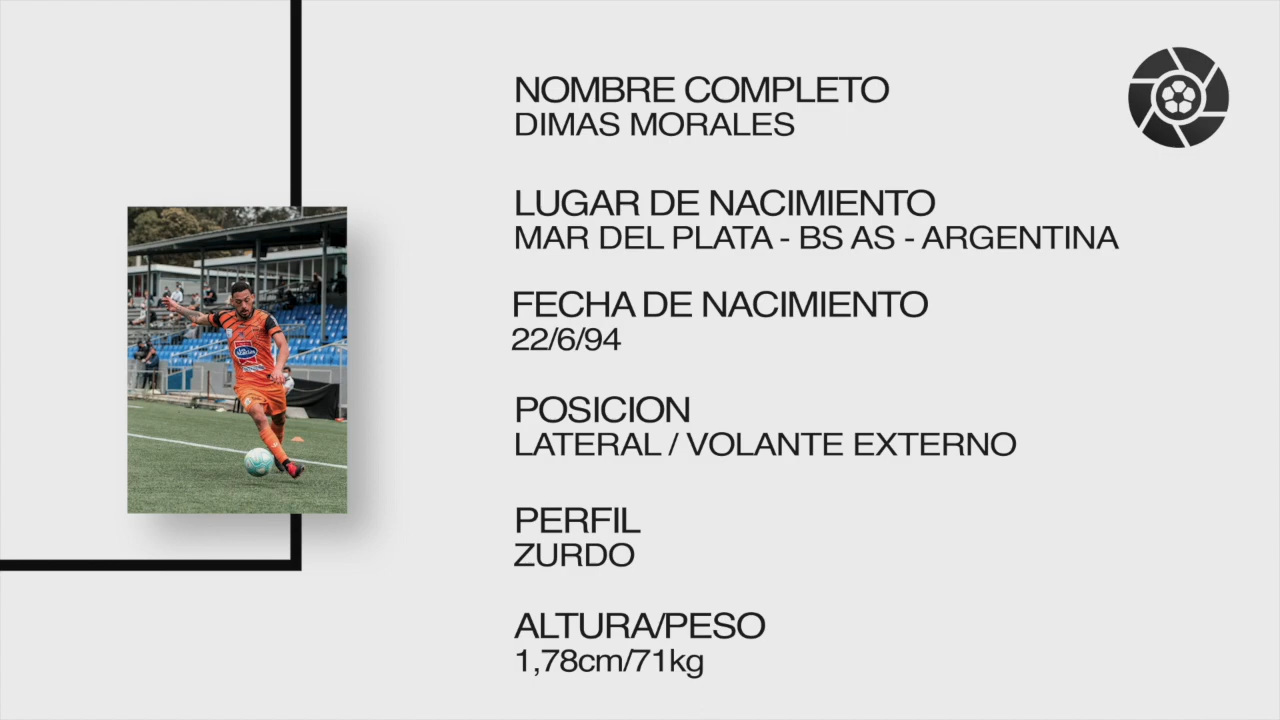 NOMBRE COMPLETO
DIMAS MORALES
LUGAR DE NACIMIENTO
MAR DEL PLATA - BS AS - ARGENTINA
FECHA DE NACIMIENTO
22/6/94
POSICION
LATERAL / VOLANTE EXTERNO
PERFIL
ZURDO
ALTURA/PESO
1,78cm/71kg